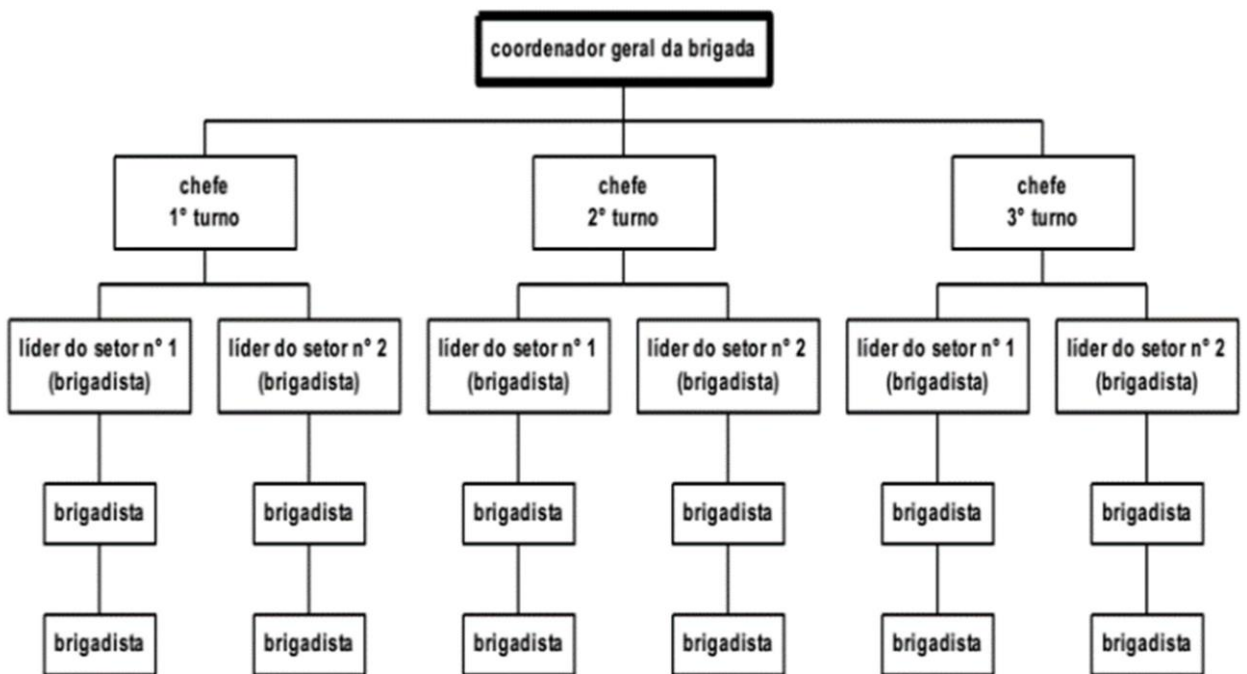 coordenador geral da brigada
chefe
1° turno
chefe
2° turno
chefe
3° turno
líder do setor n° 1
(brigadista)
líder do setor n° 2
(brigadista)
líder do setor n° 1
(brigadista)
líder do setor n° 2
(brigadista)
líder do setor n° 1
(brigadista)
líder do setor n° 2
(brigadista)
brigadista
brigadista
brigadista
brigadista
brigadista
brigadista
brigadista
brigadista
brigadista
brigadista
brigadista
brigadista